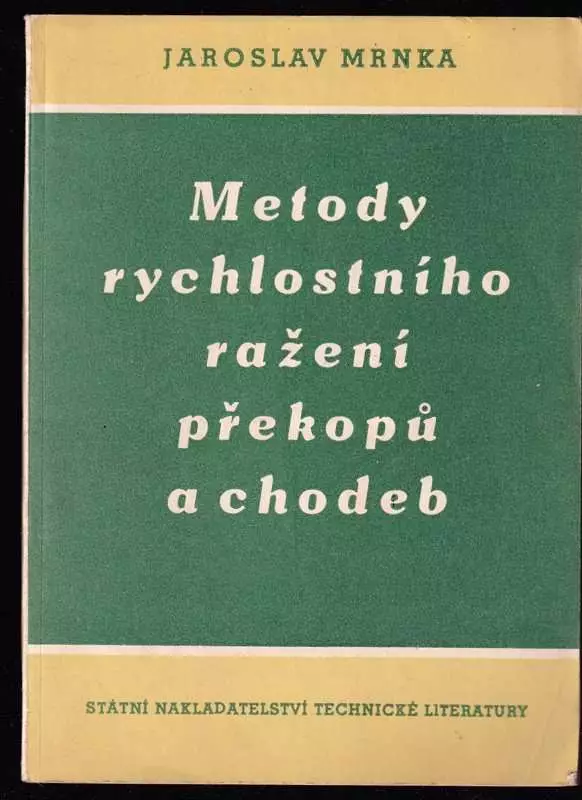 JAROSLAV MRNKA
Metody
rychlostního
ražení
překopů
a chodeb
STÁTNÍ NAKLADATELSTVÍ TECHNICKÉ LITERATURY